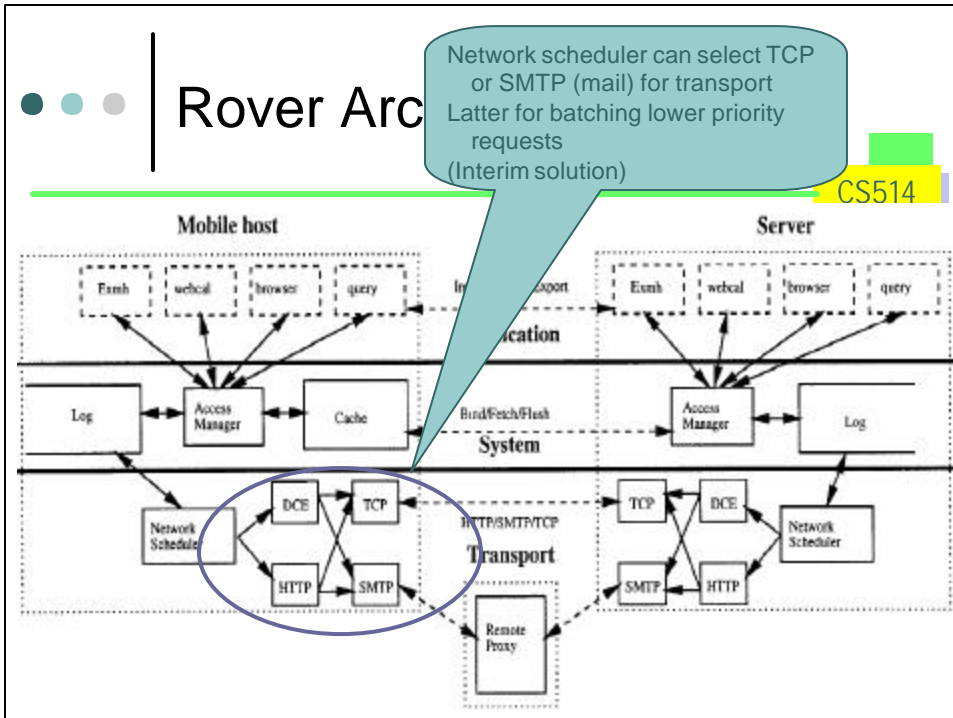 Rover Arc
Network scheduler can select TCP
or SMTP (mail) for transport
Latter for batching lower priority
requests
(Interim solution)
CS514
Mobile host
Server
Exmh
webcal
browser
query
Exmh
webcal
browser
query
Log
Access
Manager
Cache
Bind/Fetch/Flush
System
Access
Manager
Log
Network
Scheduler
DCE
TCP
HTTP
SMTP
HTTP/SMTP/TCP
Transport
TCP
DCE
SMTP
HTTP
Network
Scheduler
Remote
Proxy